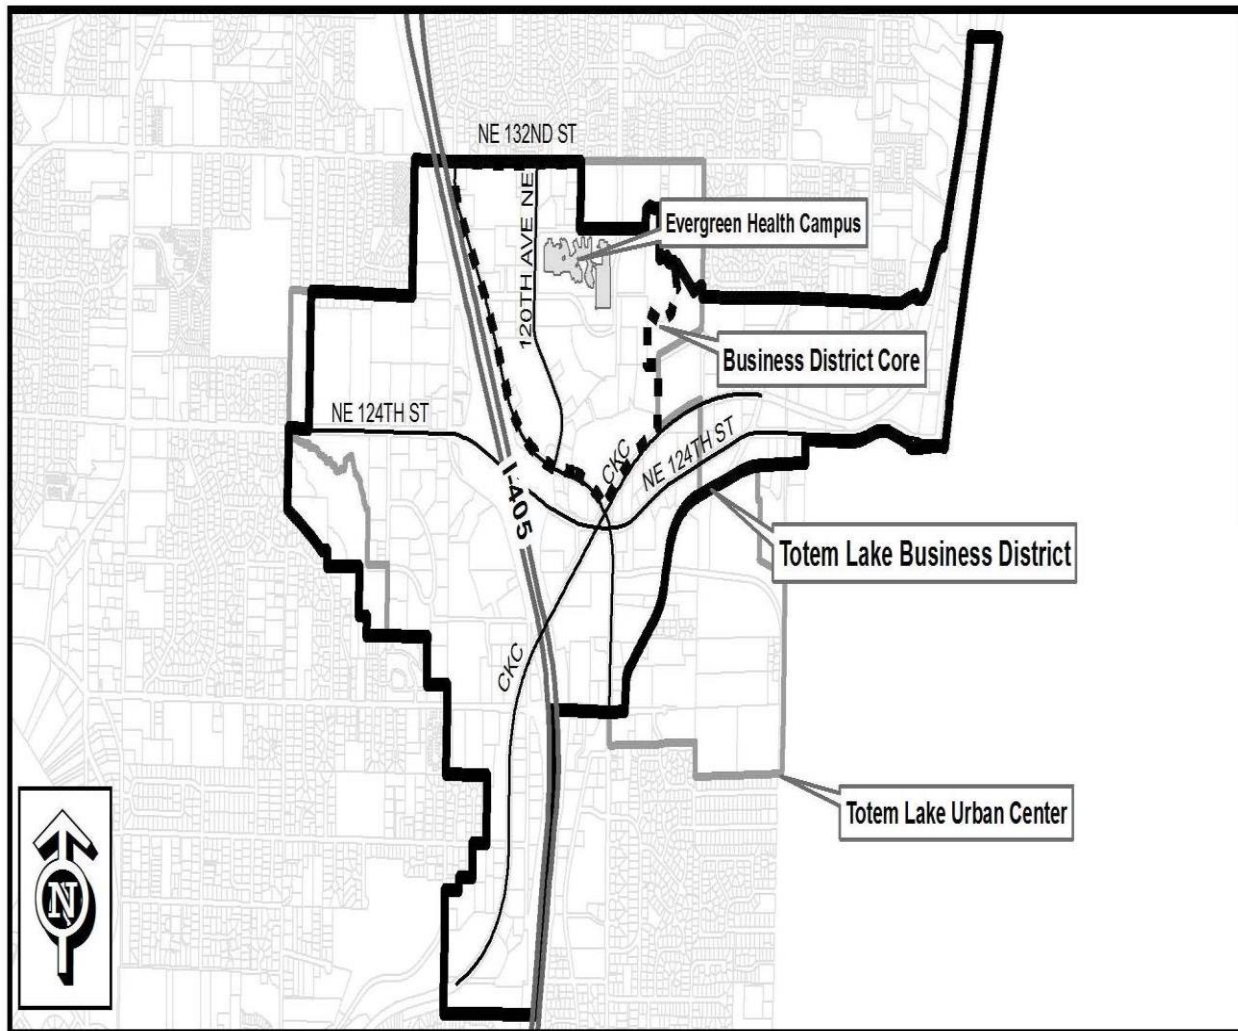 NE 132ND ST
120TH AVE NE
Evergreen Health Campus
Business District Core
NE 124TH ST
CKC
NE 124TH ST
I-405
Totem Lake Business District
CKC
Totem Lake Urban Center
N